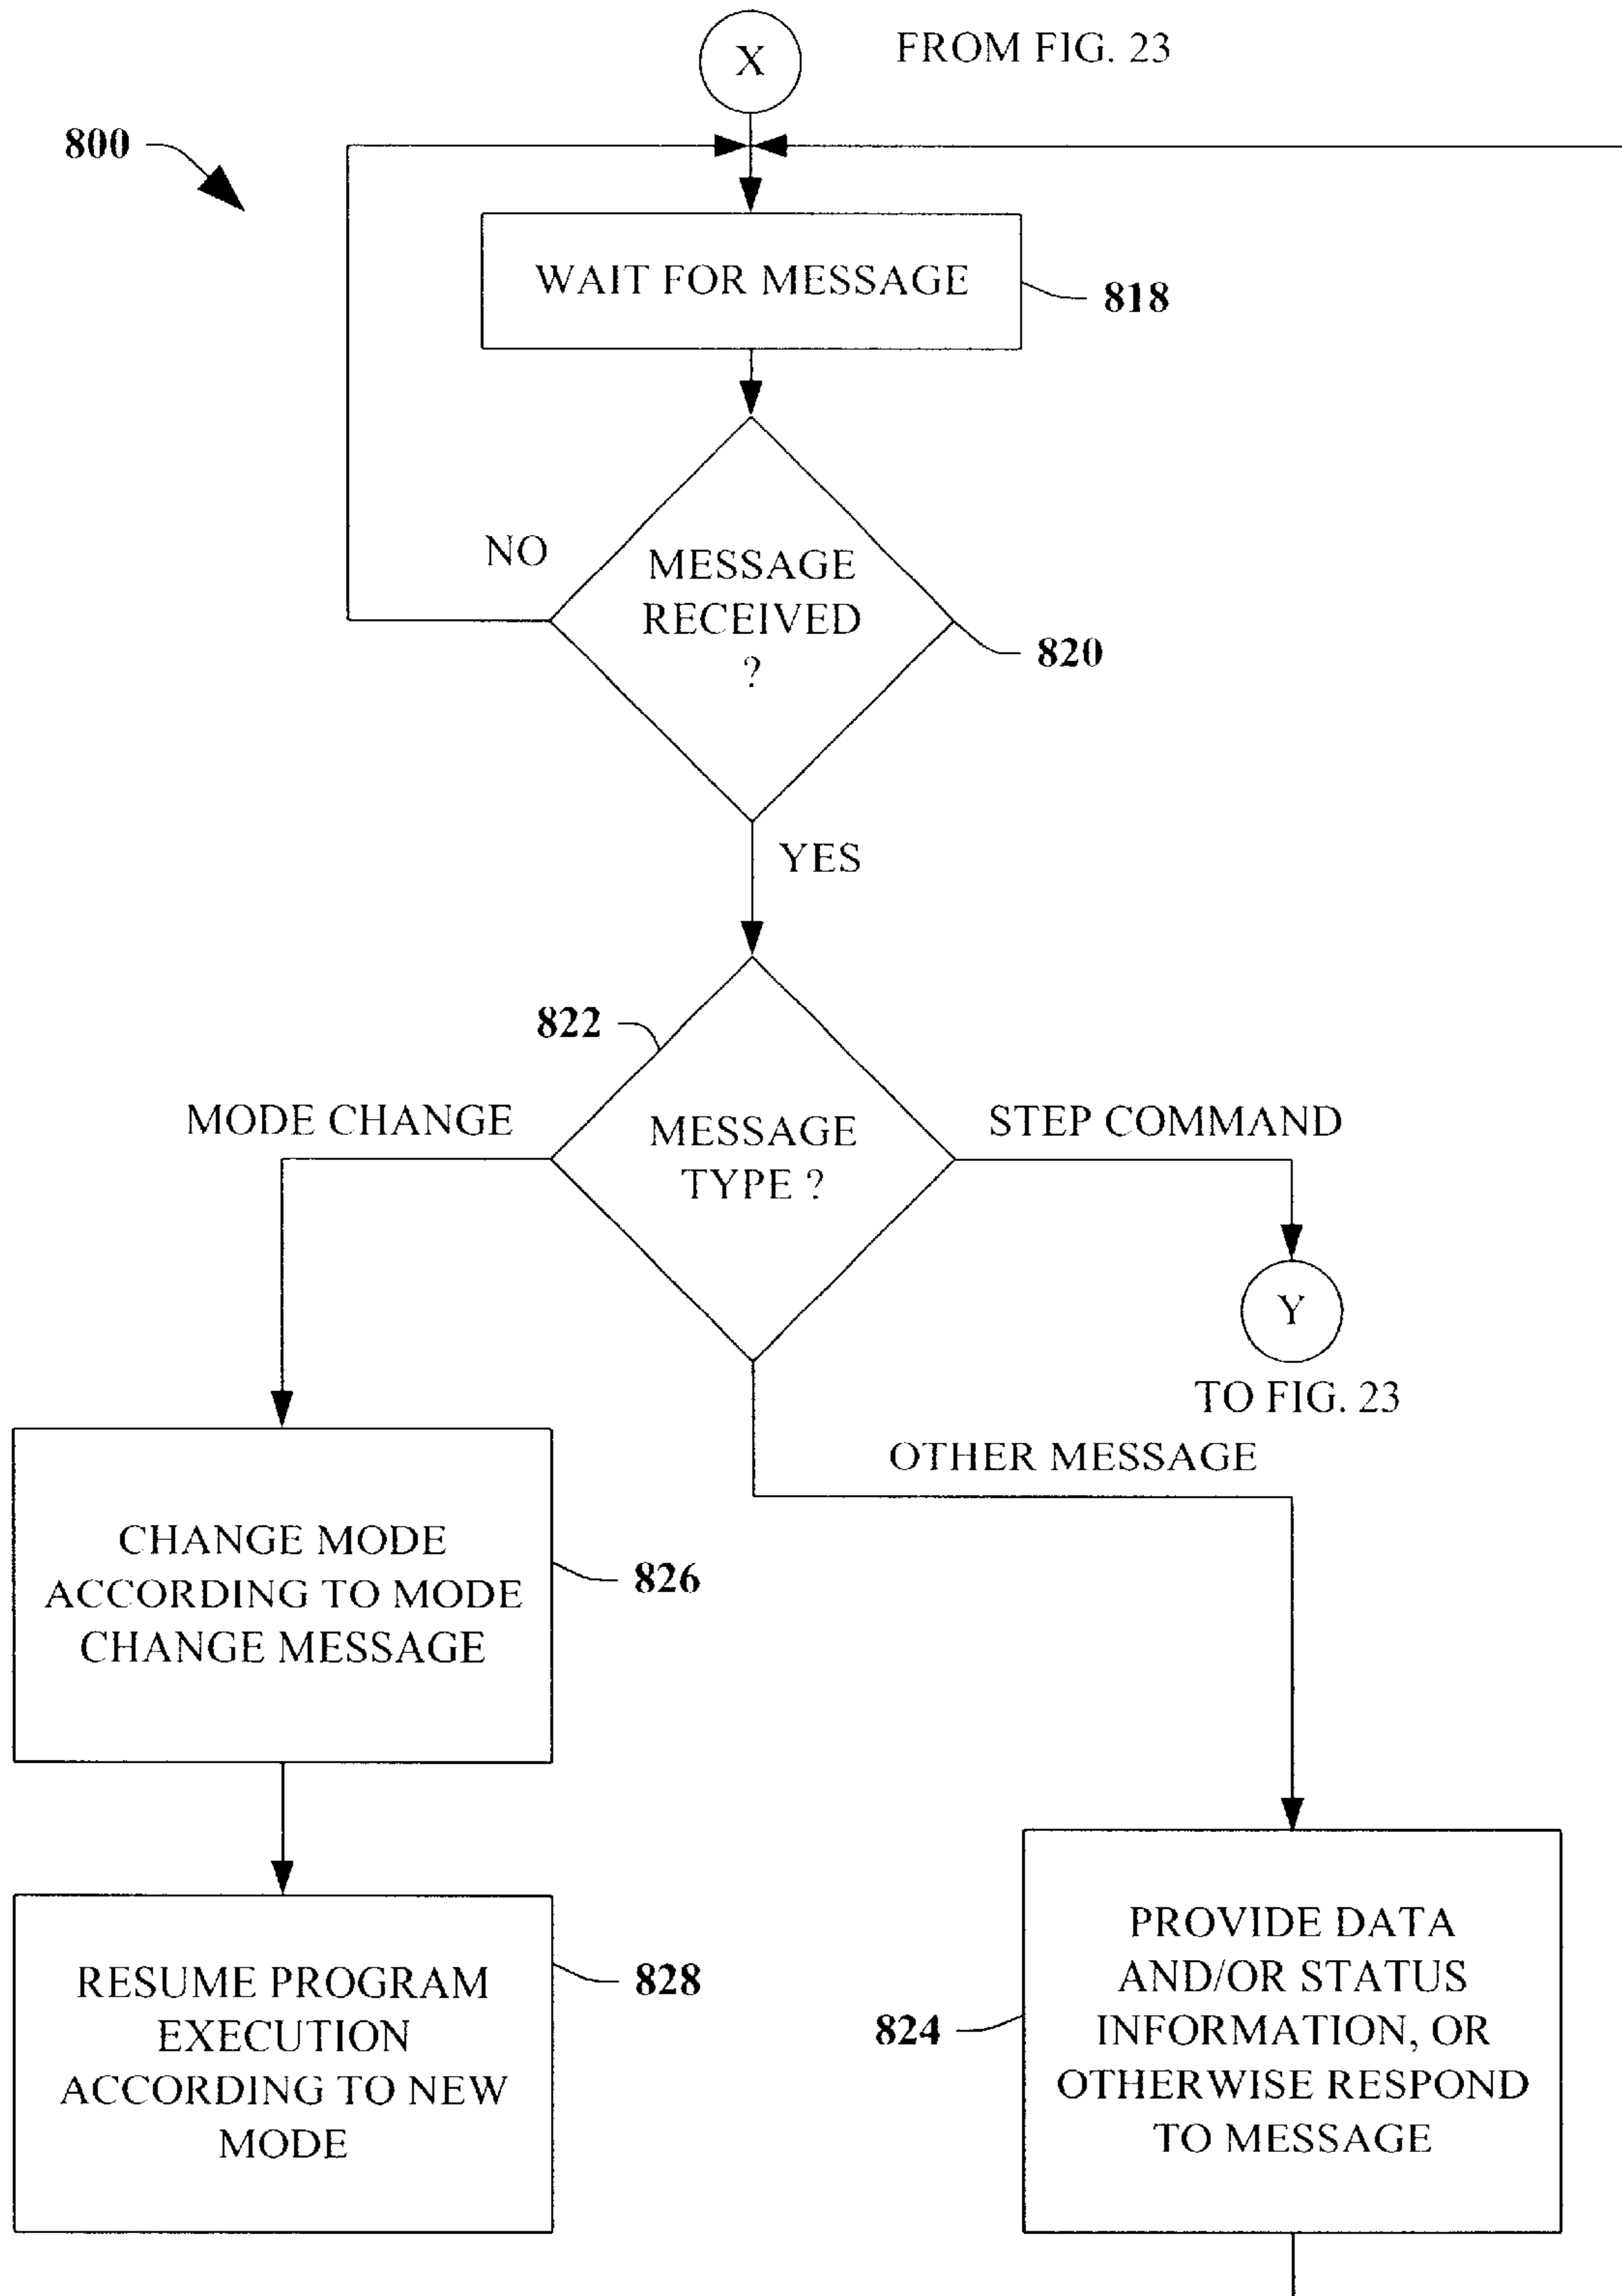 X
FROM FIG. 23
800
WAIT FOR MESSAGE
818
NO
MESSAGE
RECEIVED
?
820
YES
822
MODE CHANGE
MESSAGE
TYPE ?
STEP COMMAND
Y
TO FIG. 23
OTHER MESSAGE
CHANGE MODE
ACCORDING TO MODE
CHANGE MESSAGE
826
RESUME PROGRAM
EXECUTION
ACCORDING TO NEW
MODE
828
824
PROVIDE DATA
AND/OR STATUS
INFORMATION, OR
OTHERWISE RESPOND
TO MESSAGE